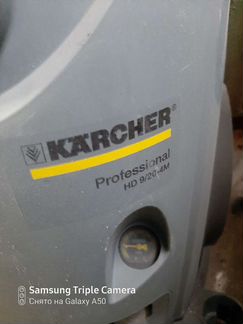 KÄRCHER®
Professional
HD 9/20-4M
Samsung Triple Camera
Снято на Galaxy A50